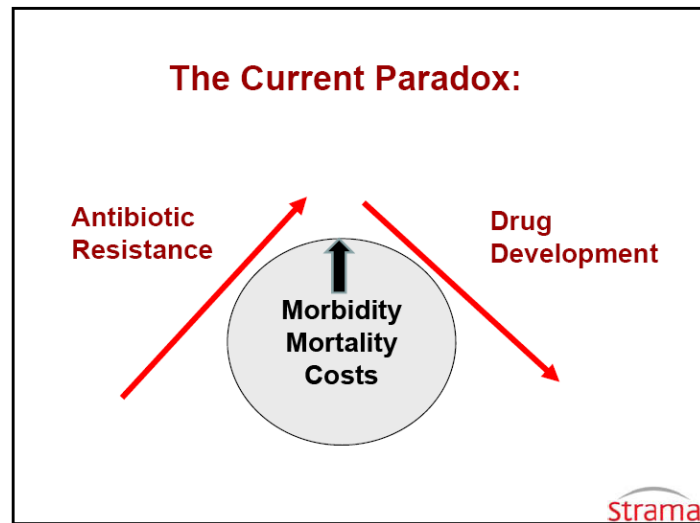 The Current Paradox:
Antibiotic
Resistance
Drug
Development
Morbidity
Mortality
Costs
Strama